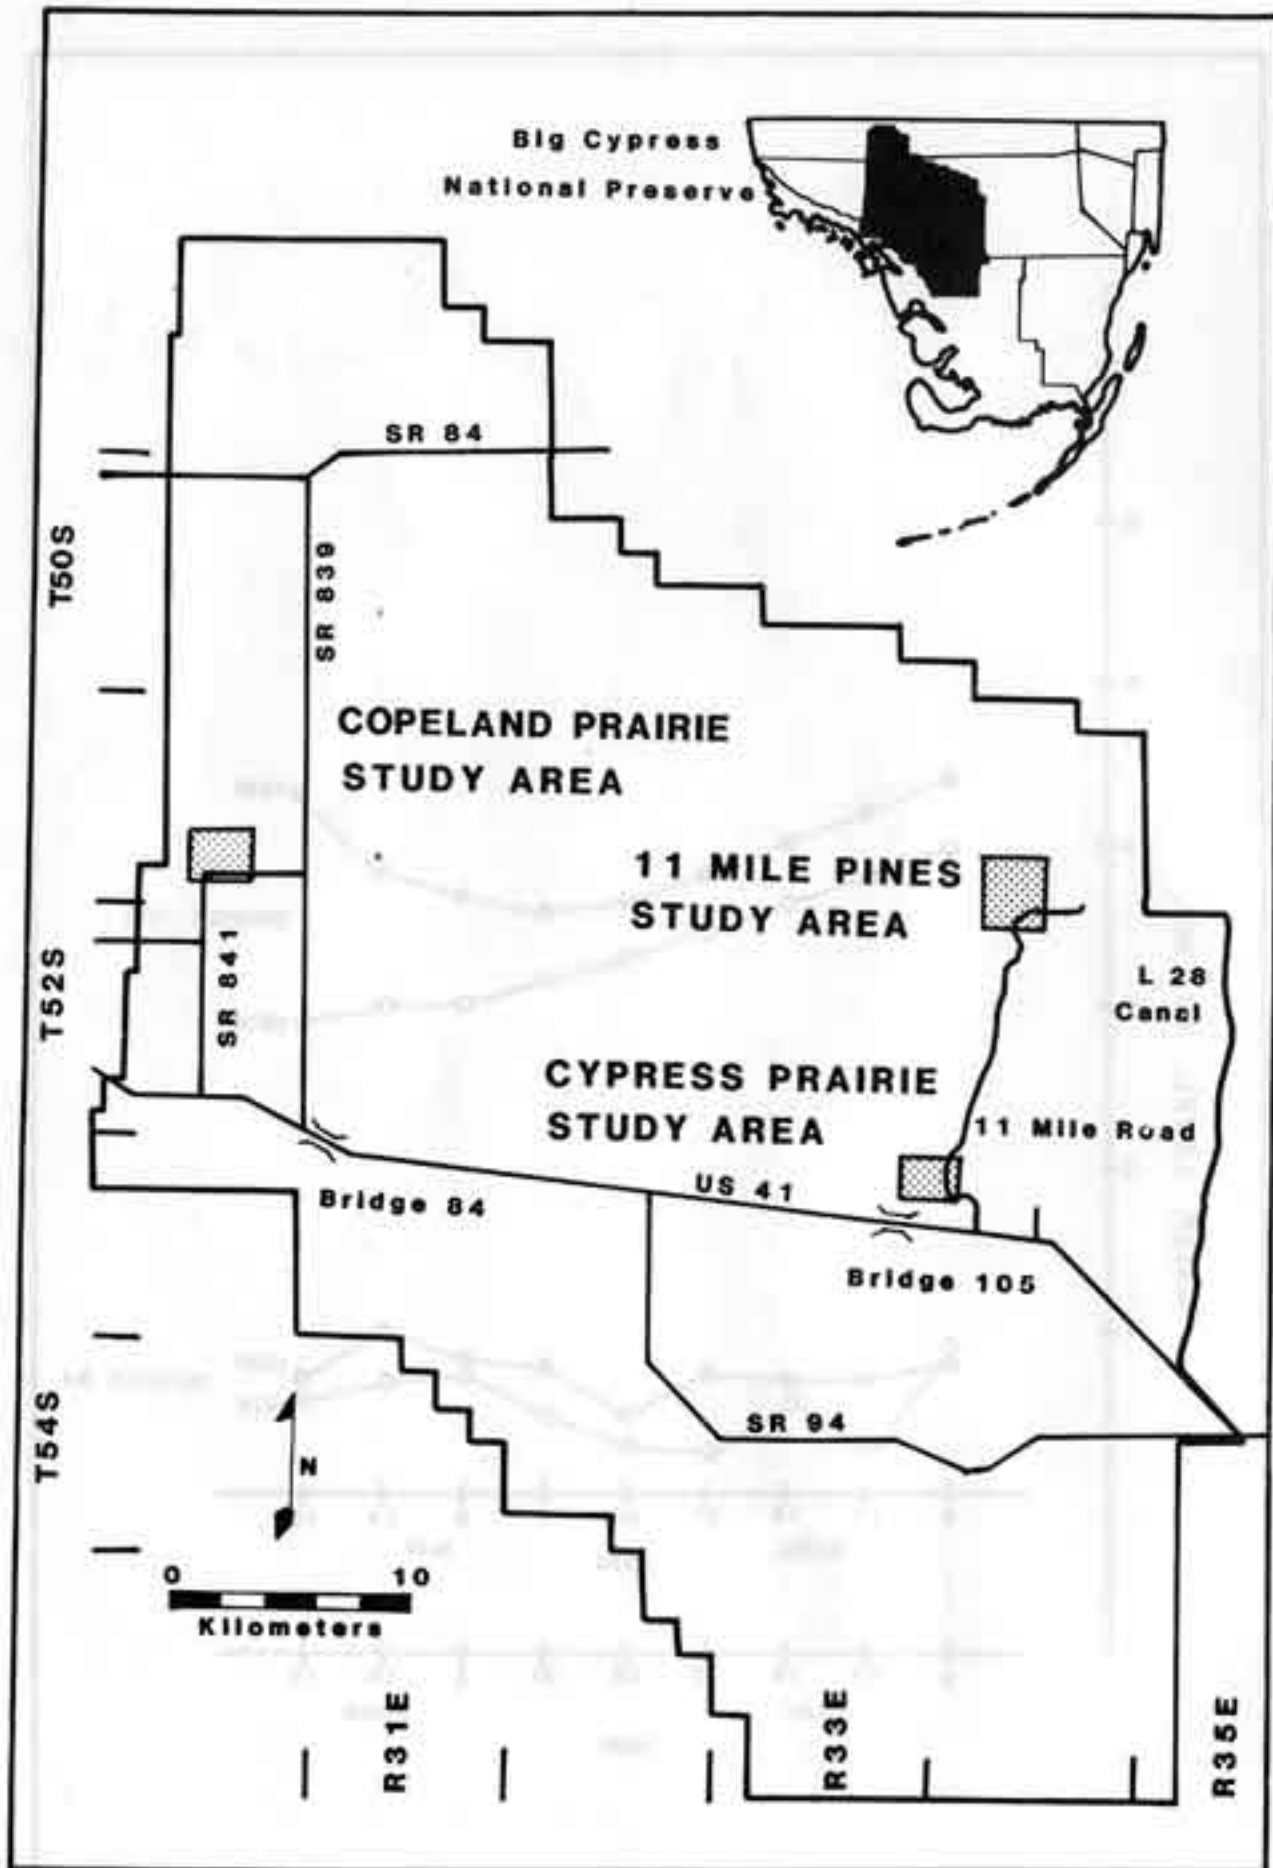 Big Cypress
National Preserve
SR 84
T50S
SR 839
COPELAND PRAIRIE
STUDY AREA
11 MILE PINES
STUDY AREA
T52S
SR 841
L 28
Canal
CYPRESS PRAIRIE
STUDY AREA
11 Mile Road
US 41
Bridge 84
Bridge 105
T54S
SR 94
N
0 10
Kilometers
R31E
R33E
R35E